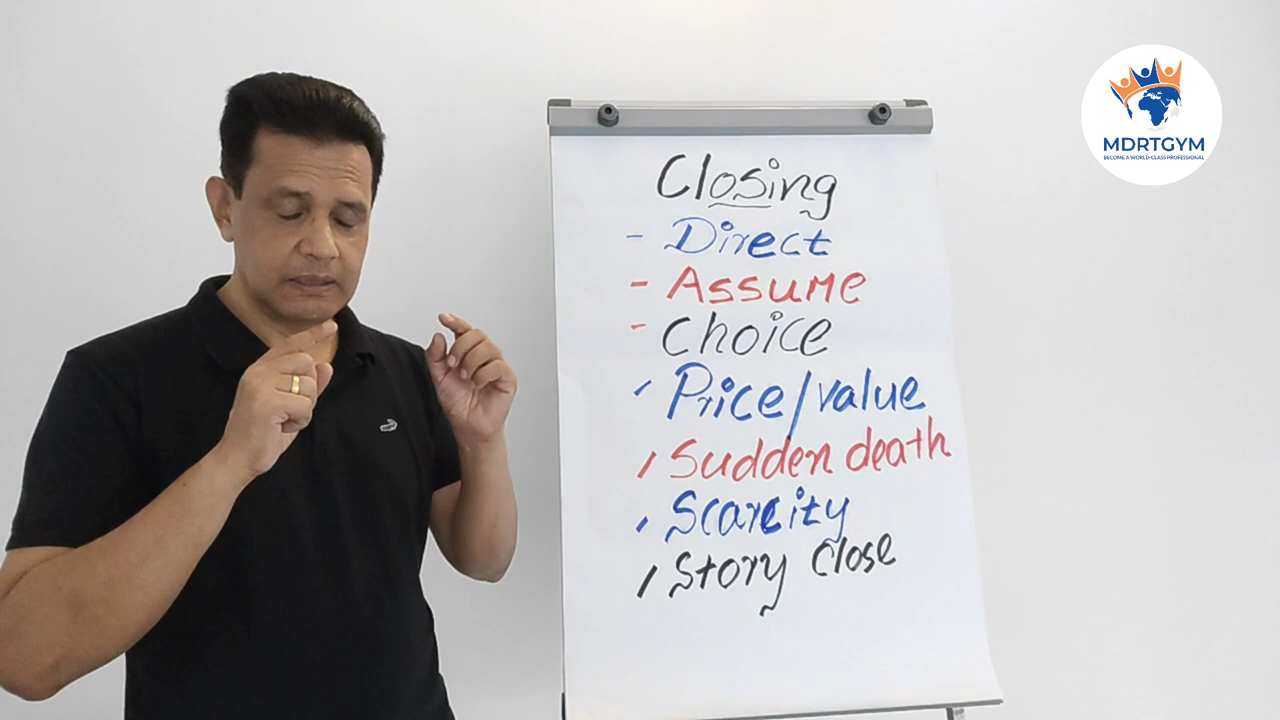 Closing
- Direct
- Assume
- Choice
- Price/value
- Sudden death
- Scarcity
- Story Close
MDRTGYM
BECOME A WORLD-CLASS PROFESSIONAL